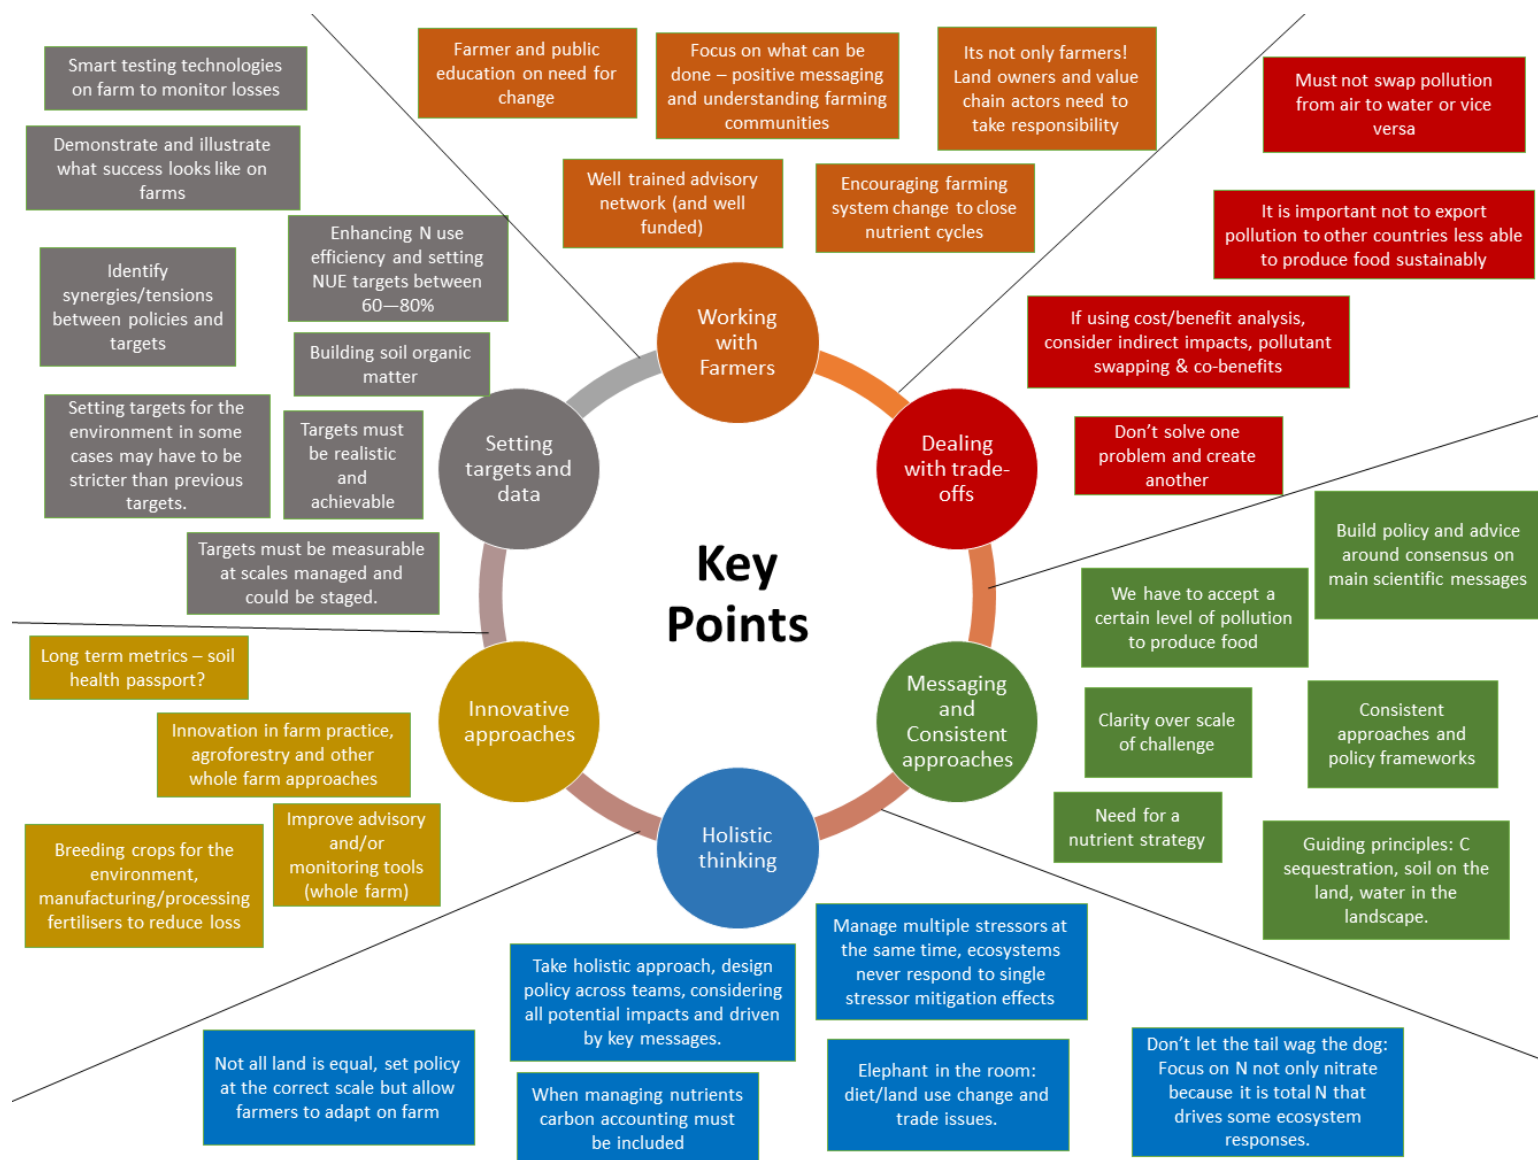 Smart testing technologies
on farm to monitor losses
Demonstrate and illustrate
what success looks like on
farms
Identify
synergies/tensions
between policies and
targets
Enhancing N use
efficiency and setting
NUE targets between
60—80%
Building soil organic
matter
Setting targets for the
environment in some
cases may have to be
stricter than previous
targets.
Targets must
be realistic
and
achievable
Targets must be measurable
at scales managed and
could be staged.
Setting
targets and
data
Farmer and public
education on need for
change
Focus on what can be
done – positive messaging
and understanding farming
communities
Its not only farmers!
Land owners and value
chain actors need to
take responsibility
Well trained advisory
network (and well
funded)
Encouraging farming
system change to close
nutrient cycles
Working
with
Farmers
Must not swap pollution
from air to water or vice
versa
It is important not to export
pollution to other countries less able
to produce food sustainably
If using cost/benefit analysis,
consider indirect impacts, pollutant
swapping & co-benefits
Don’t solve one
problem and create
another
Dealing
with trade-
offs
Key
Points
Build policy and advice
around consensus on
main scientific messages
We have to accept a
certain level of pollution
to produce food
Clarity over scale
of challenge
Consistent
approaches and
policy frameworks
Need for a
nutrient strategy
Guiding principles: C
sequestration, soil on the
land, water in the
landscape.
Messaging
and
Consistent
approaches
Long term metrics – soil
health passport?
Innovation in farm practice,
agroforestry and other
whole farm approaches
Breeding crops for the
environment,
manufacturing/processing
fertilisers to reduce loss
Improve advisory
and/or
monitoring tools
(whole farm)
Innovative
approaches
Holistic
thinking
Manage multiple stressors at
the same time, ecosystems
never respond to single
stressor mitigation effects
Take holistic approach, design
policy across teams, considering
all potential impacts and driven
by key messages.
Not all land is equal, set policy
at the correct scale but allow
farmers to adapt on farm
When managing nutrients
carbon accounting must
be included
Elephant in the room:
diet/land use change and
trade issues.
Don’t let the tail wag the dog:
Focus on N not only nitrate
because it is total N that
drives some ecosystem
responses.